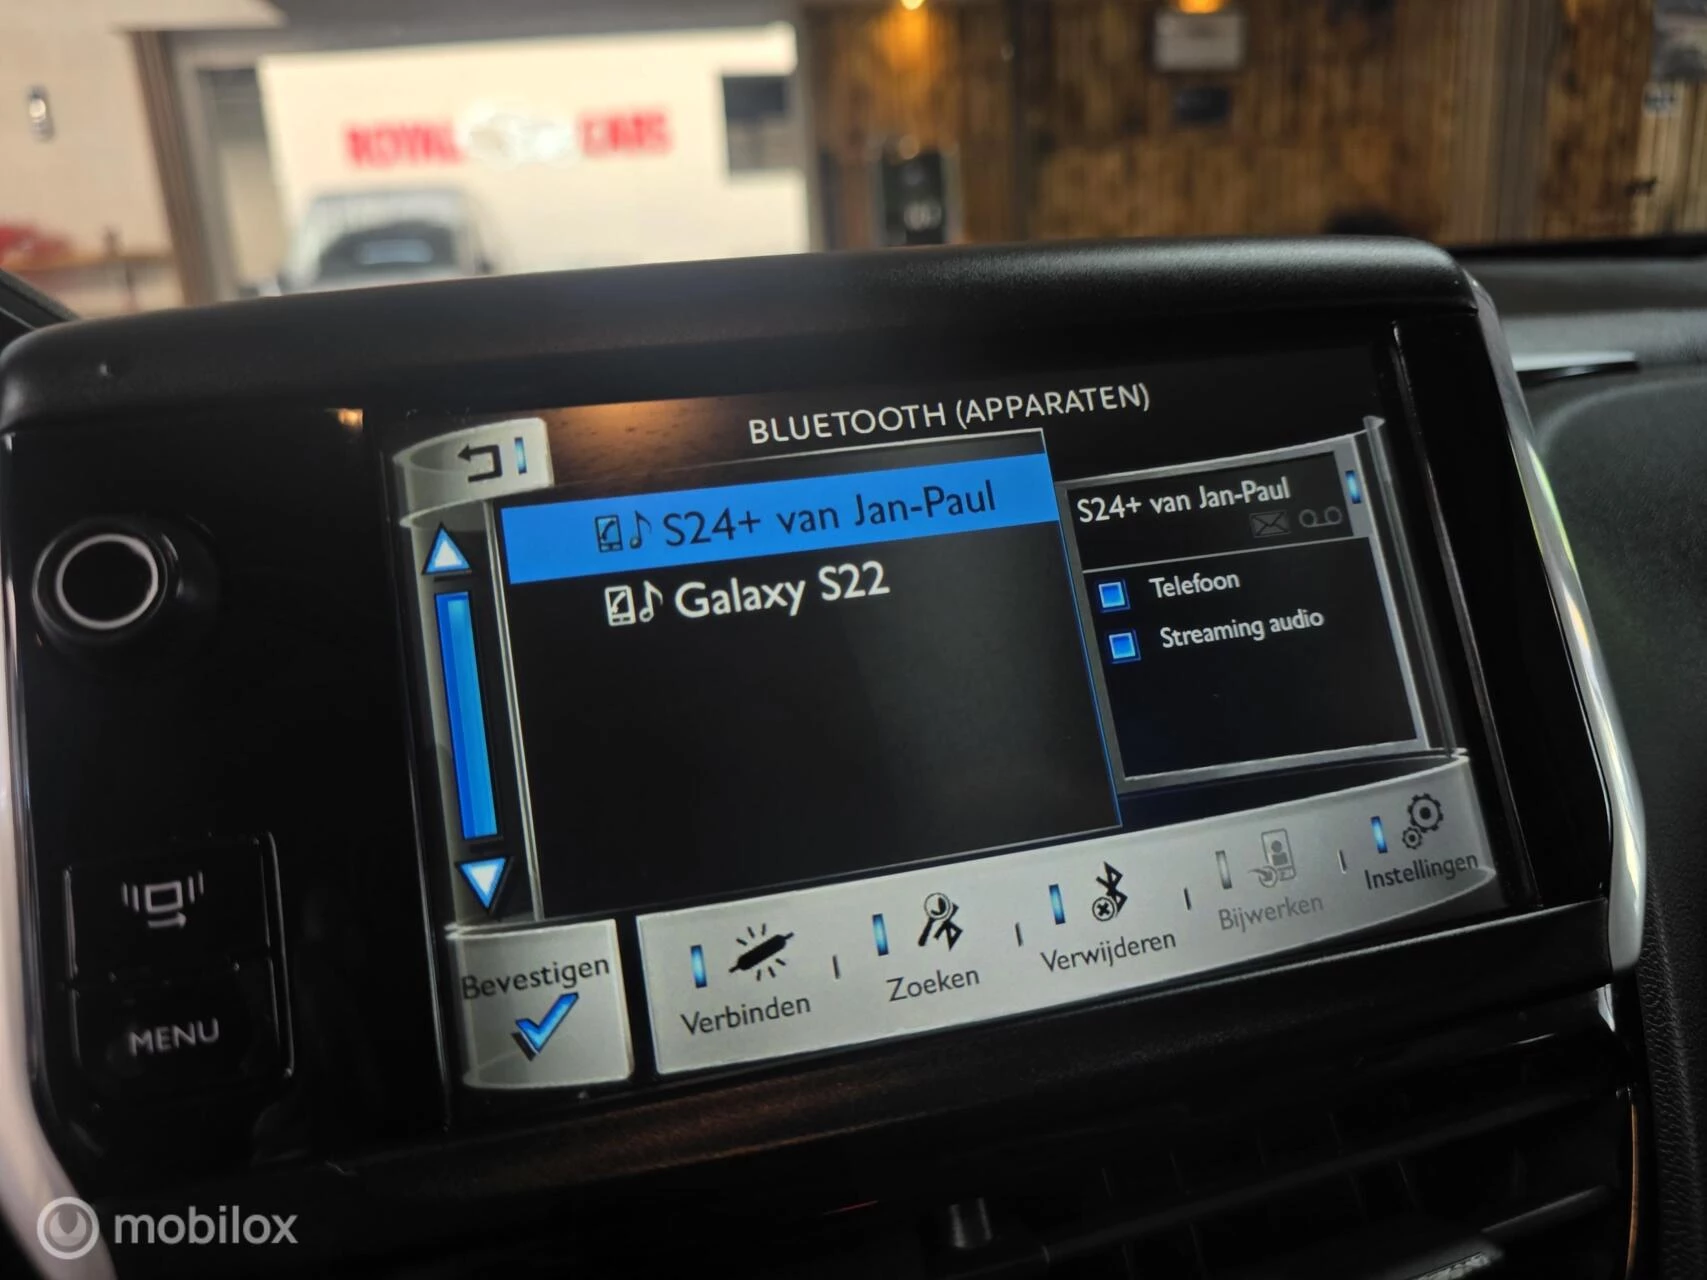 ROYAL CARS
BLUETOOTH (APPARATEN)
S24+ van Jan-Paul
Galaxy S22
S24+ van Jan-Paul
Telefoon
Streaming audio
Bevestigen
Verbinden
Zoeken
Verwijderen
Bijwerken
Instellingen
MENU
mobilox